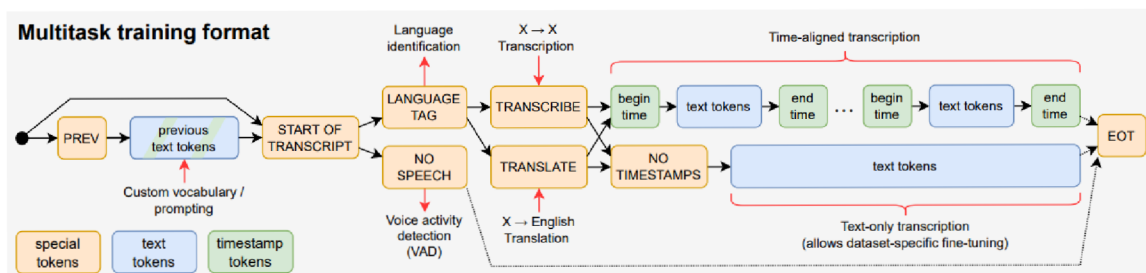 Multitask training format
Language
identification
X → X
Transcription
Time-aligned transcription
PREV
previous
text tokens
START OF
TRANSCRIPT
LANGUAGE
TAG
TRANSCRIBE
begin
time
text tokens
end
time
...
begin
time
text tokens
end
time
EOT
NO
SPEECH
TRANSLATE
NO
TIMESTAMPS
text tokens
Custom vocabulary /
prompting
Voice activity
detection
(VAD)
X → English
Translation
Text-only transcription
(allows dataset-specific fine-tuning)
special
tokens
text
tokens
timestamp
tokens